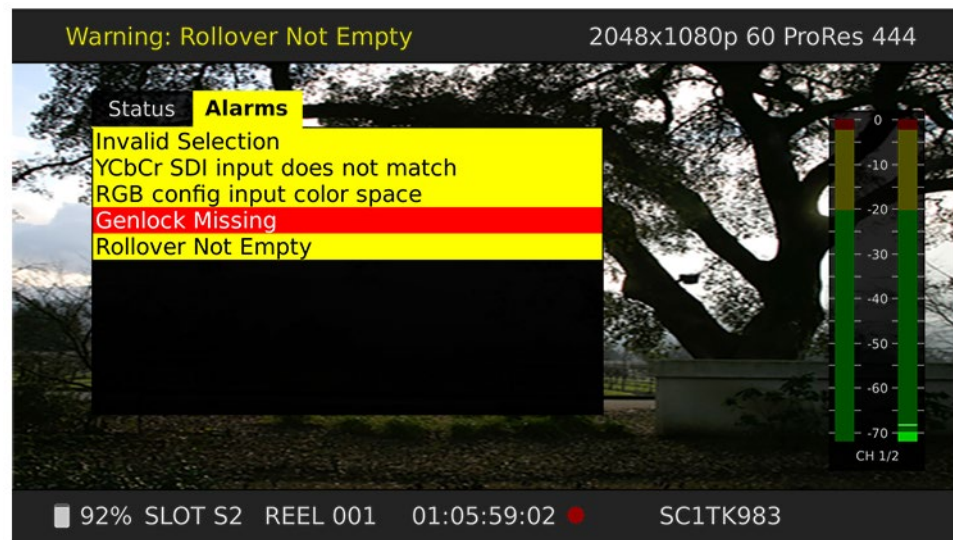 Warning: Rollover Not Empty 2048x1080p 60 ProRes 444
Status Alarms
Invalid Selection
YCbCr SDI input does not match
RGB config input color space
Genlock Missing
Rollover Not Empty
0
-10
-20
-30
-40
-50
-60
-70
CH 1/2
92% SLOT S2 REEL 001 01:05:59:02 SC1TK983